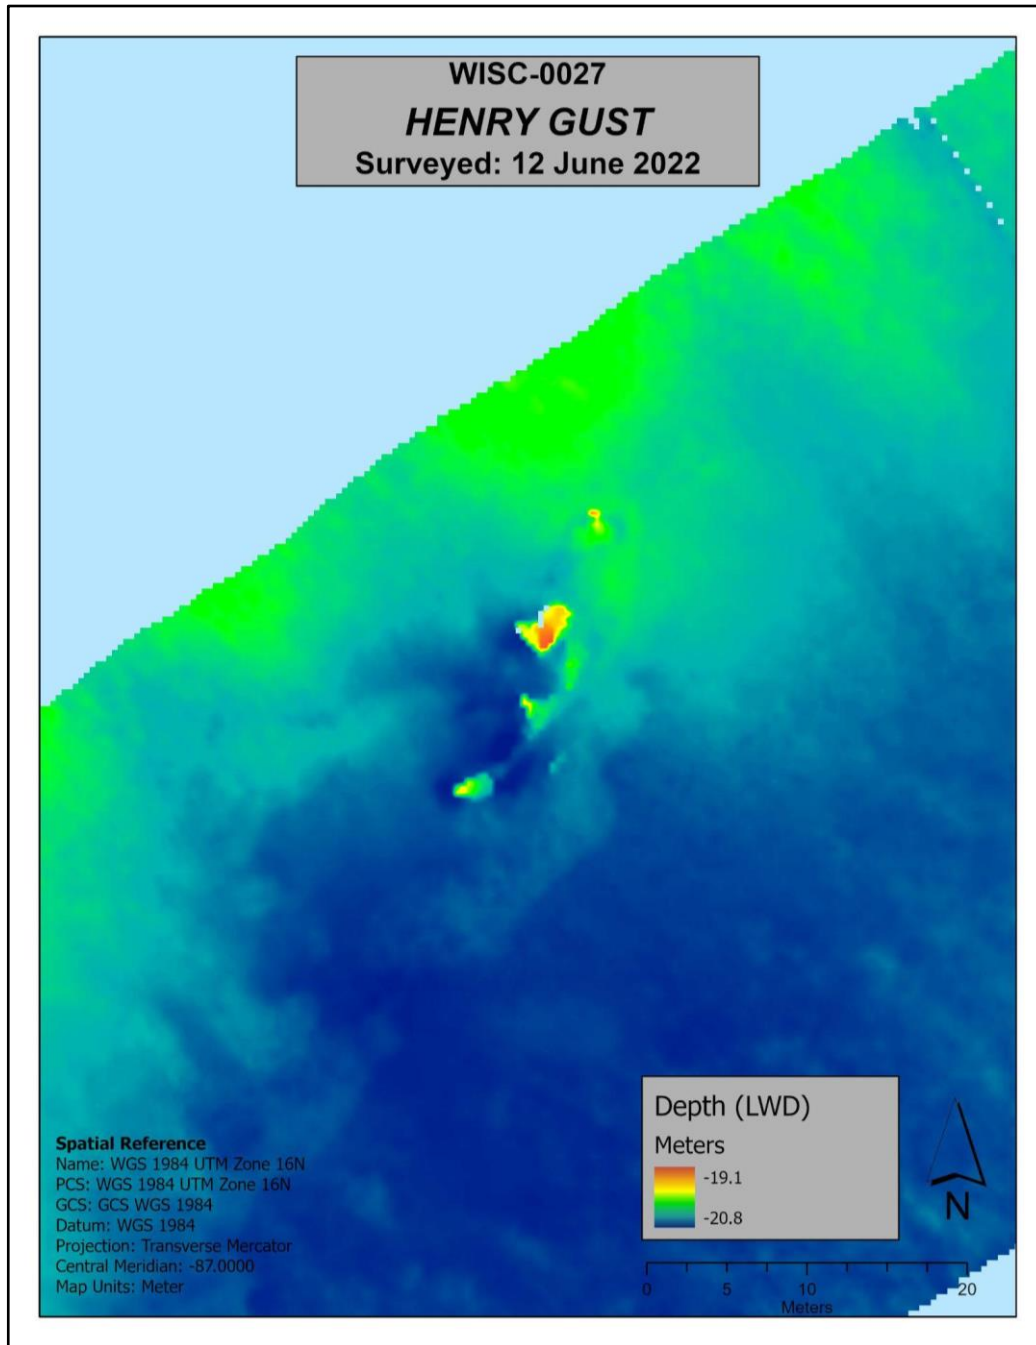 WISC-0027
HENRY GUST
Surveyed: 12 June 2022
Spatial Reference
Name: WGS 1984 UTM Zone 16N
PCS: WGS 1984 UTM Zone 16N
GCS: GCS WGS 1984
Datum: WGS 1984
Projection: Transverse Mercator
Central Meridian: -87.0000
Map Units: Meter
Depth (LWD)
Meters
-19.1
-20.8
N
0 5 10 20
Meters